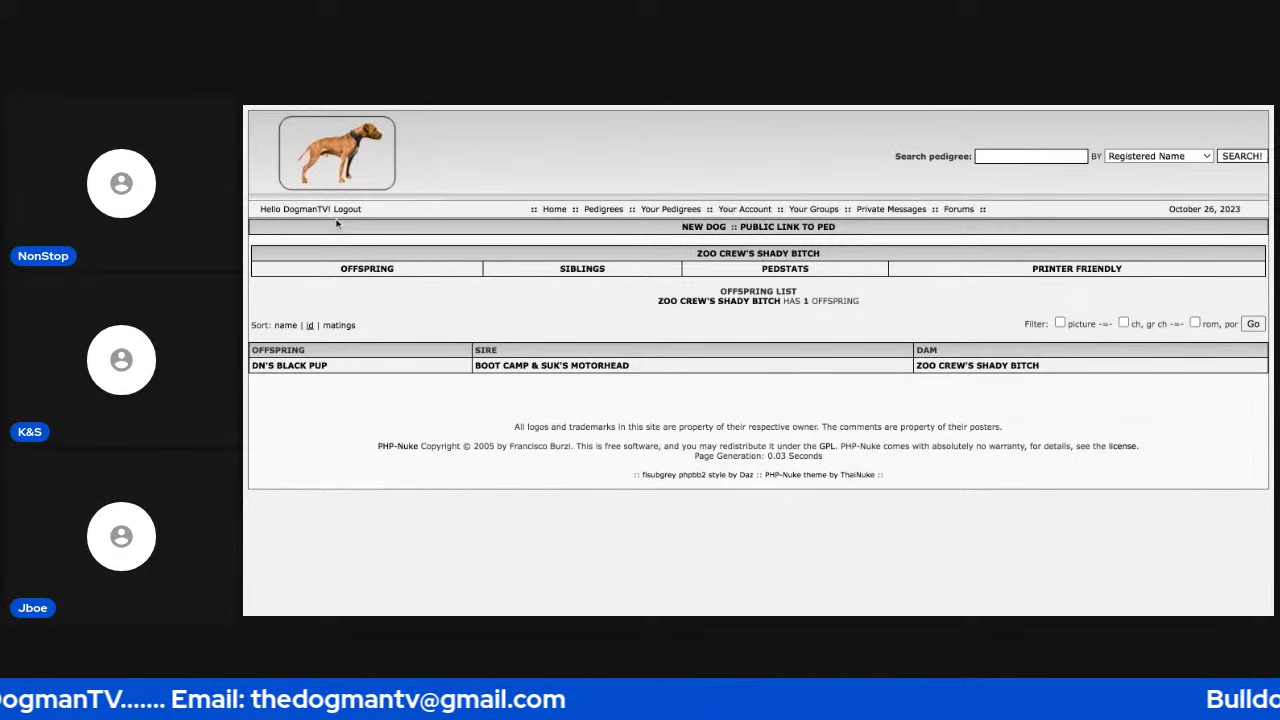 NonStop
K&S
Jboe
Search pedigree: BY Registered Name SEARCH!
Hello DogmanTV! Logout :: Home :: Pedigrees :: Your Pedigrees :: Your Account :: Your Groups :: Private Messages :: Forums :: October 26, 2023
NEW DOG :: PUBLIC LINK TO PED
ZOO CREW'S SHADY BITCH
OFFSPRING SIBLINGS PEDSTATS PRINTER FRIENDLY
OFFSPRING LIST
ZOO CREW'S SHADY BITCH HAS 1 OFFSPRING
Sort: name | id | matings Filter: picture -=- ch, gr ch -=- rom, por Go
OFFSPRING SIRE DAM
DN'S BLACK PUP BOOT CAMP & SUK'S MOTORHEAD ZOO CREW'S SHADY BITCH
All logos and trademarks in this site are property of their respective owner. The comments are property of their posters.
PHP-Nuke Copyright © 2005 by Francisco Burzi. This is free software, and you may redistribute it under the GPL. PHP-Nuke comes with absolutely no warranty, for details, see the license.
Page Generation: 0.03 Seconds
:: fisubgrey phpbb2 style by Daz :: PHP-Nuke theme by ThaiNuke ::
ogmanTV....... Email: thedogmantv@gmail.com Bulldo